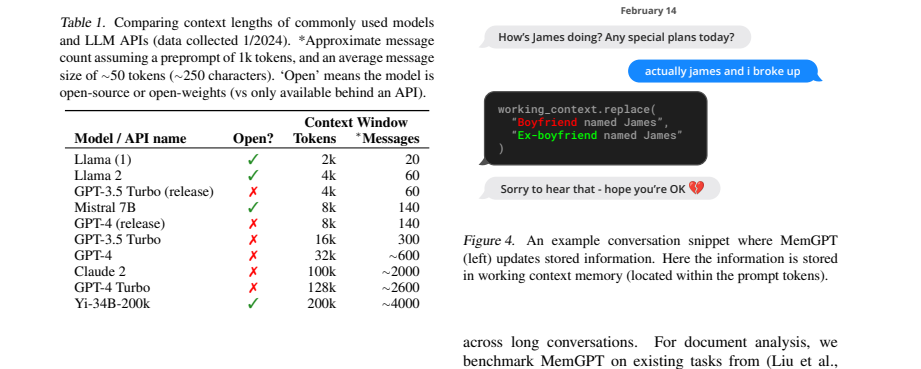 Table 1. Comparing context lengths of commonly used models
and LLM APIs (data collected 1/2024). *Approximate message
count assuming a preprompt of 1k tokens, and an average message
size of ~50 tokens (~250 characters). ‘Open’ means the model is
open-source or open-weights (vs only available behind an API).
Context Window
Model / API name Open? Tokens *Messages
Llama (1) ✓ 2k 20
Llama 2 ✓ 4k 60
GPT-3.5 Turbo (release) ✗ 4k 60
Mistral 7B ✓ 8k 140
GPT-4 (release) ✗ 8k 140
GPT-3.5 Turbo ✗ 16k 300
GPT-4 ✗ 32k ~600
Claude 2 ✗ 100k ~2000
GPT-4 Turbo ✗ 128k ~2600
Yi-34B-200k ✓ 200k ~4000
February 14
How’s James doing? Any special plans today?
actually james and i broke up
working_context.replace(
"Boyfriend named James",
"Ex-boyfriend named James"
)
Sorry to hear that - hope you’re OK 💔
Figure 4. An example conversation snippet where MemGPT
(left) updates stored information. Here the information is stored
in working context memory (located within the prompt tokens).
across long conversations. For document analysis, we
benchmark MemGPT on existing tasks from (Liu et al.,